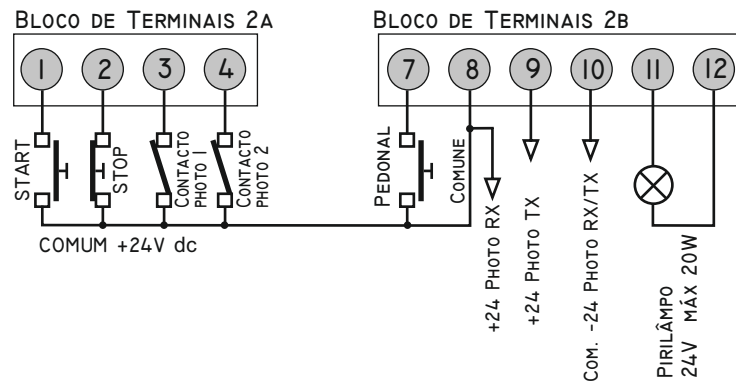 BLOCO DE TERMINAIS 2A
BLOCO DE TERMINAIS 2B
1 2 3 4
7 8 9 10 11 12
START
STOP
CONTACTO
PHOTO 1
CONTACTO
PHOTO 2
PEDONAL
COMUNE
COMUM +24V dc
+24 PHOTO RX
+24 PHOTO TX
COM. -24 PHOTO RX/TX
PIRILÂMPO
24V MÁX 20W